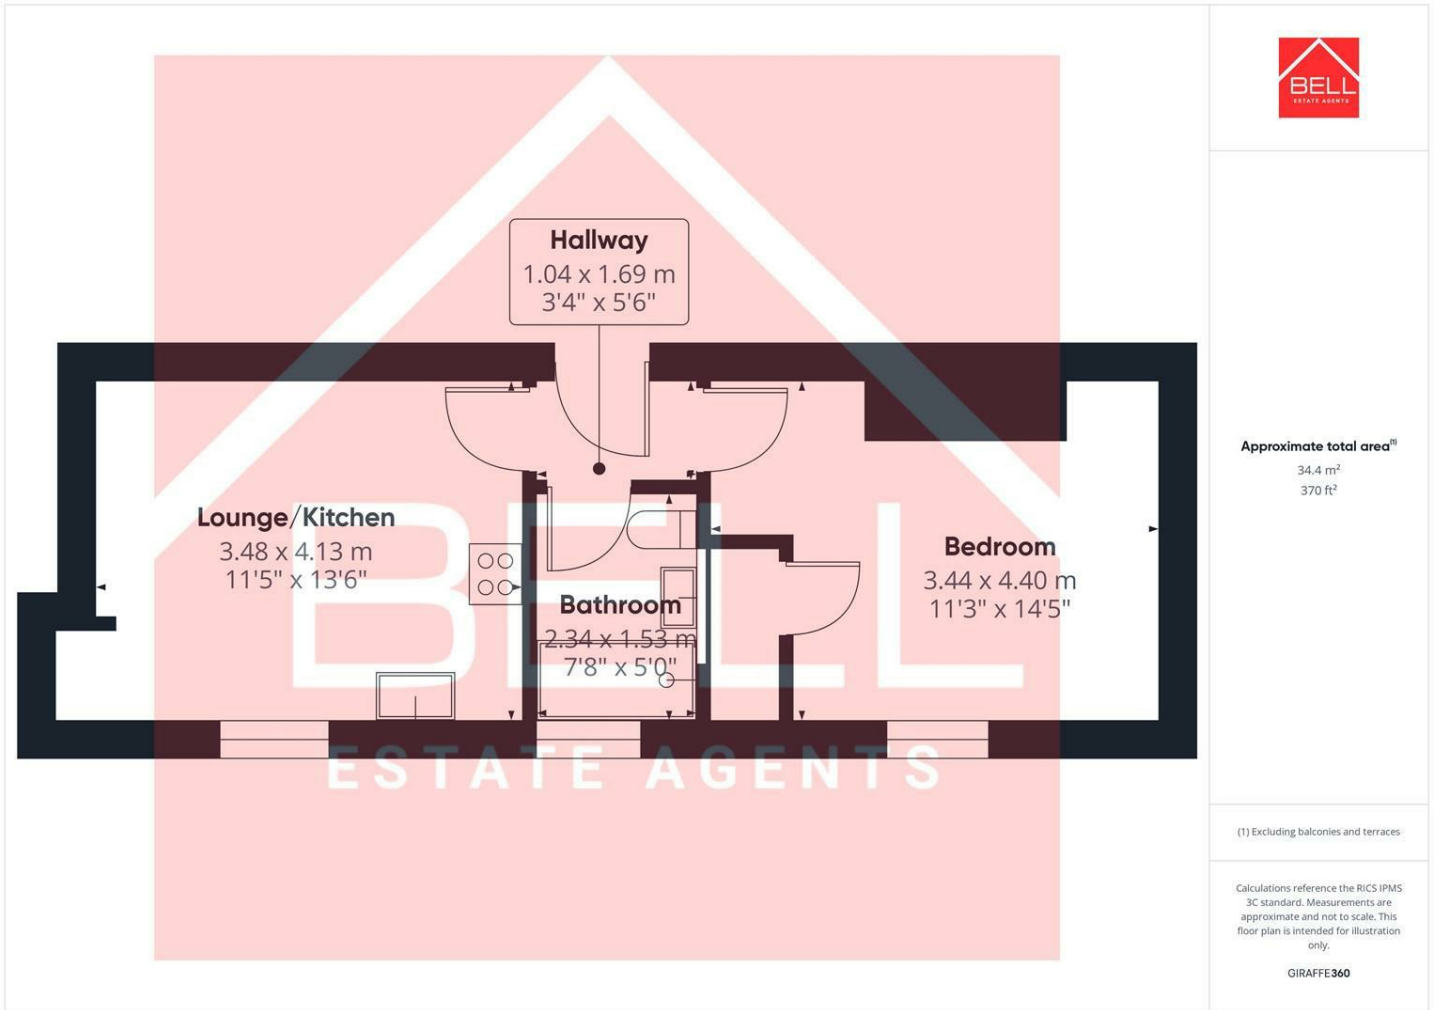 Hallway
1.04 x 1.69 m
3'4" x 5'6"
Lounge/Kitchen
3.48 x 4.13 m
11'5" x 13'6"
Bathroom
2.34 x 1.53 m
7'8" x 5'0"
Bedroom
3.44 x 4.40 m
11'3" x 14'5"
BELL
ESTATE AGENTS
BELL
ESTATE AGENTS
Approximate total area(1)
34.4 m²
370 ft²
(1) Excluding balconies and terraces
Calculations reference the RICS IPMS
3C standard. Measurements are
approximate and not to scale. This
floor plan is intended for illustration
only.
GIRAFFE360